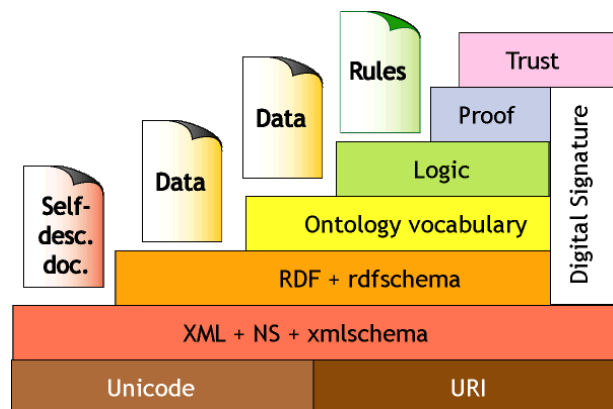 Rules
Trust
Data
Proof
Data
Logic
Self-
desc.
doc.
Ontology vocabulary
Digital Signature
RDF + rdfschema
XML + NS + xmlschema
Unicode
URI